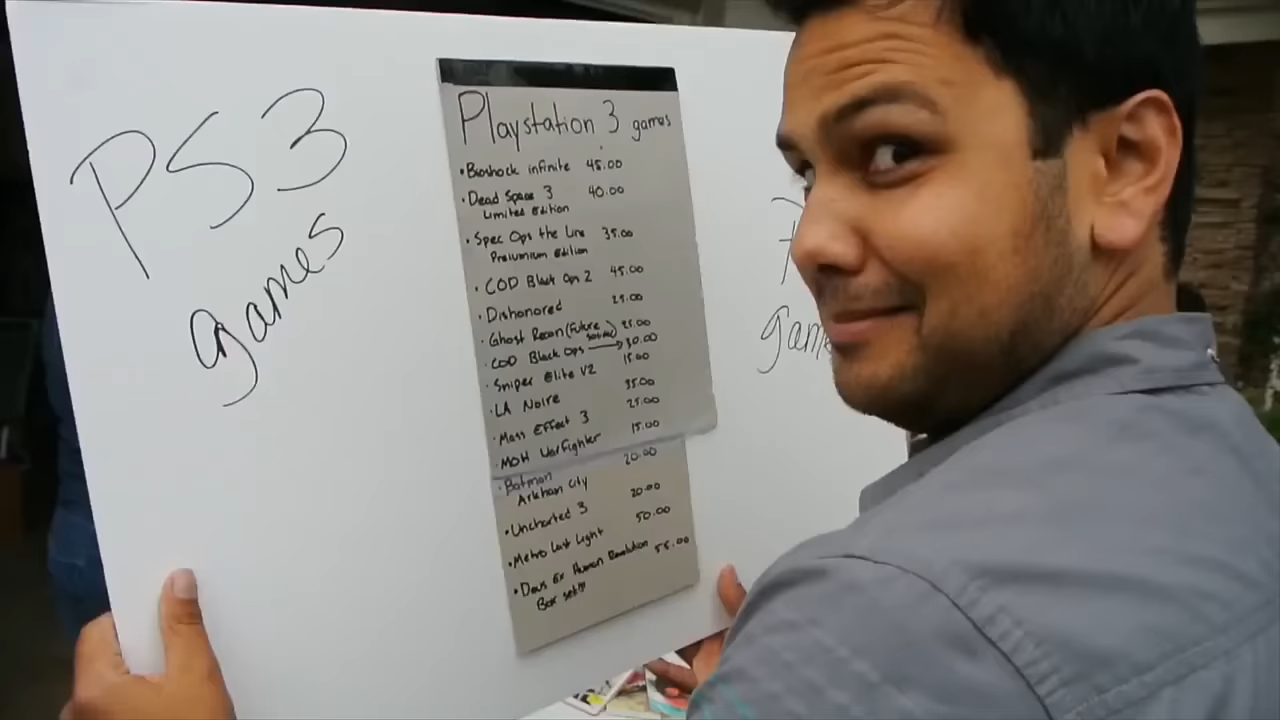 PS3
games
Playstation 3 games
• Bioshock infinite 45.00
• Dead Space 3 40.00
Limited Edition
• Spec Ops the Line 35.00
Preiumium Edition
• COD Black Ops 2 45.00
• Dishonored 25.00
• Ghost Recon (Future Soldier) 25.00
• COD Black Ops → 30.00
• Sniper Elite V2 15.00
• LA Noire 35.00
• Mass Effect 3 25.00
• MOH Warfighter 15.00
• Batman 20.00
Arkham City
• Uncharted 3 20.00
• Metro Last Light 50.00
• Deus Ex Human Revolution 55.00
Box set!!!